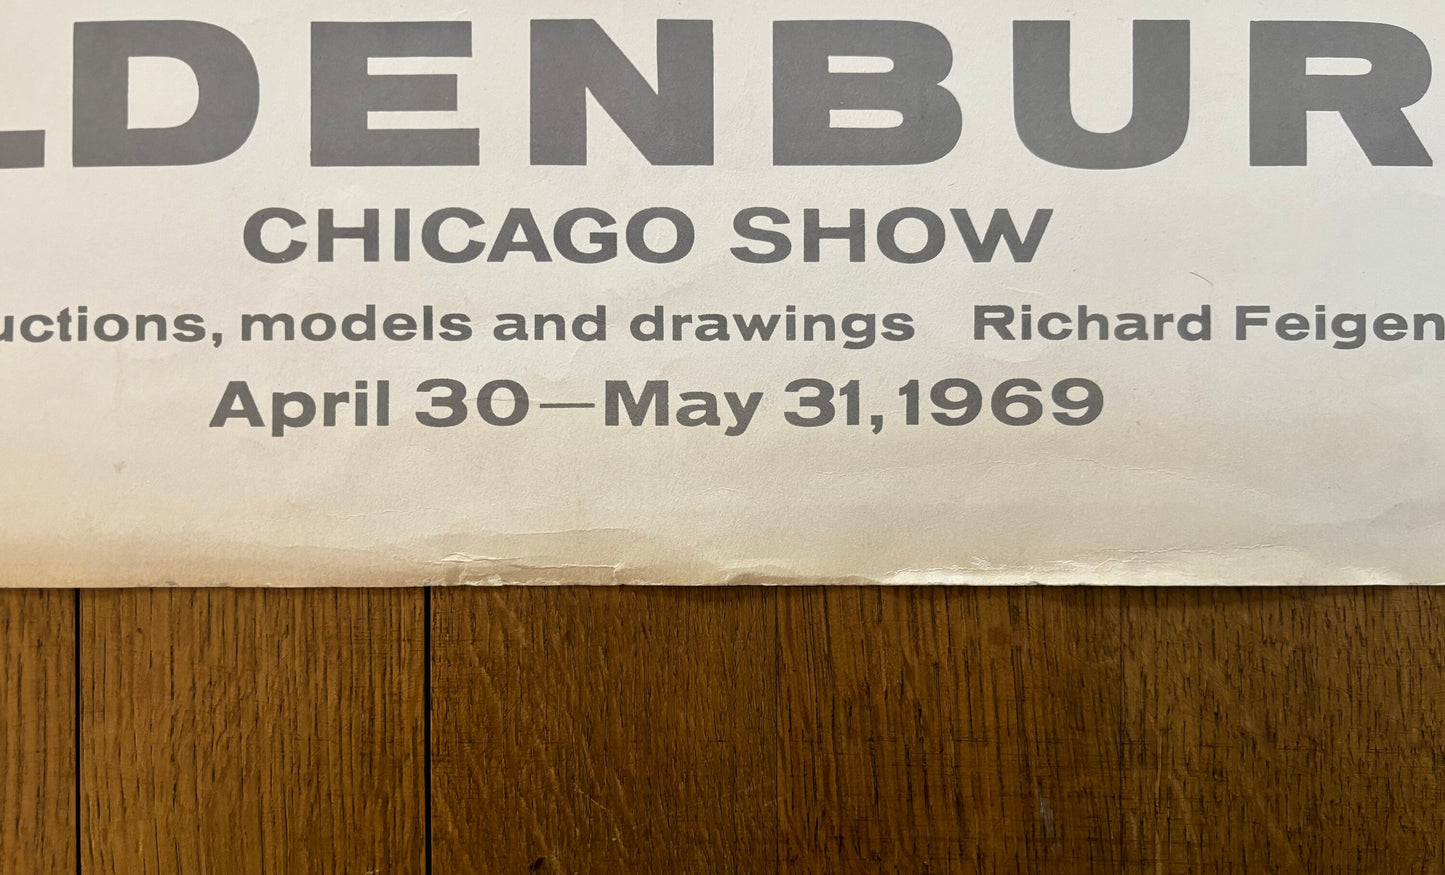 LDENBUR
CHICAGO SHOW
uctions, models and drawings Richard Feigen
April 30—May 31, 1969